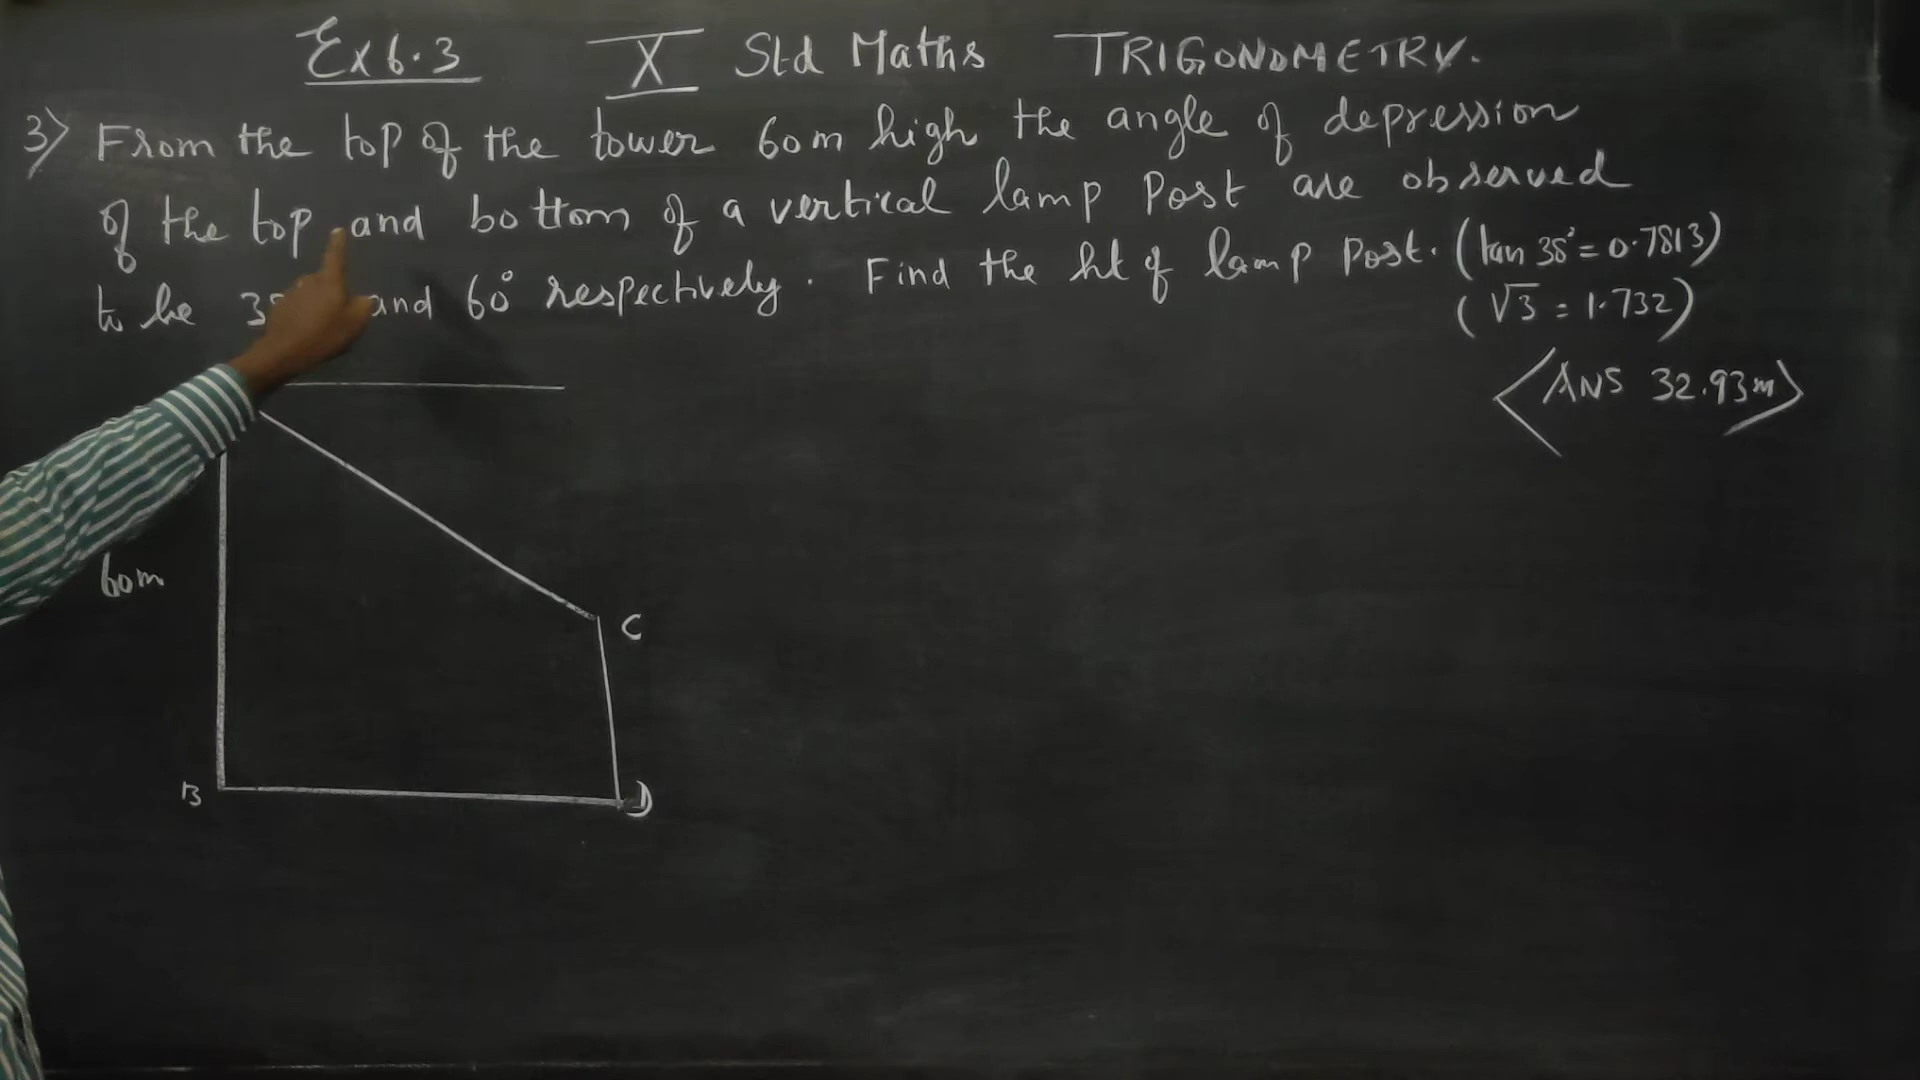 Ex 6.3 X Std Maths TRIGONOMETRY.
3) From the top of the tower 60m high the angle of depression
of the top and bottom of a vertical lamp Post are observed
to be and 60° respectively. Find the ht of lamp post. (tan 38° = 0.7813)
(√3 = 1.732)
<ANS 32.93m>
60m
C
B
D